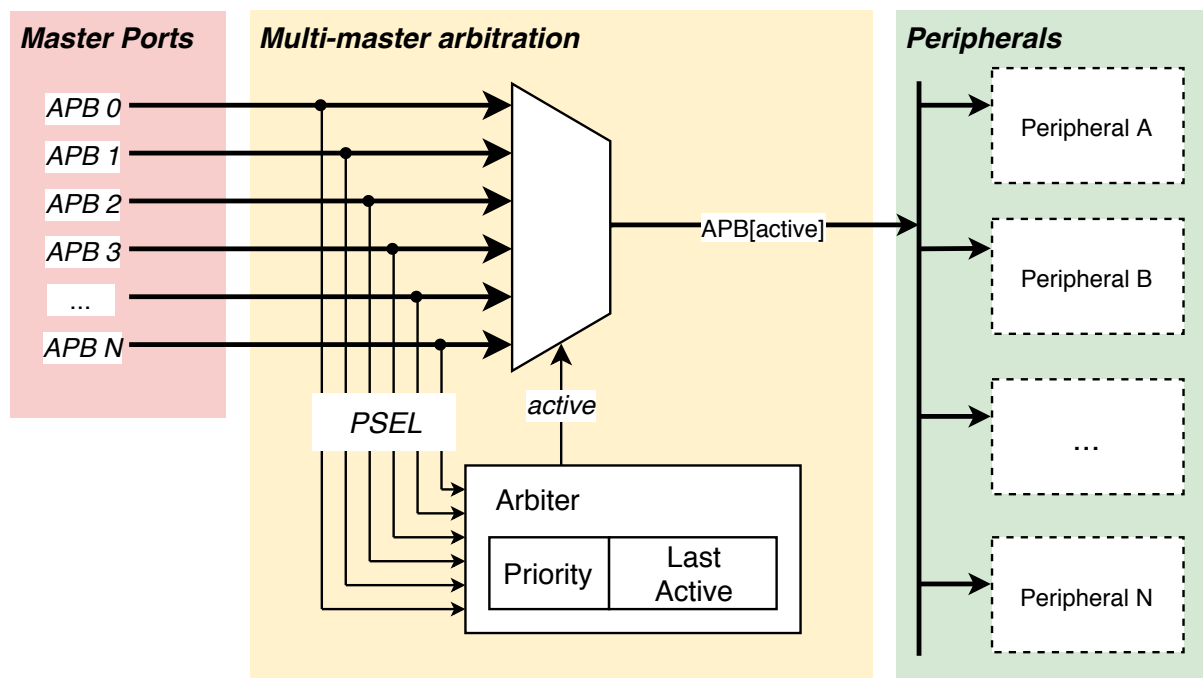 Master Ports
APB 0
APB 1
APB 2
APB 3
...
APB N
Multi-master arbitration
PSEL
active
Arbiter
Priority
Last
Active
APB[active]
Peripherals
Peripheral A
Peripheral B
...
Peripheral N